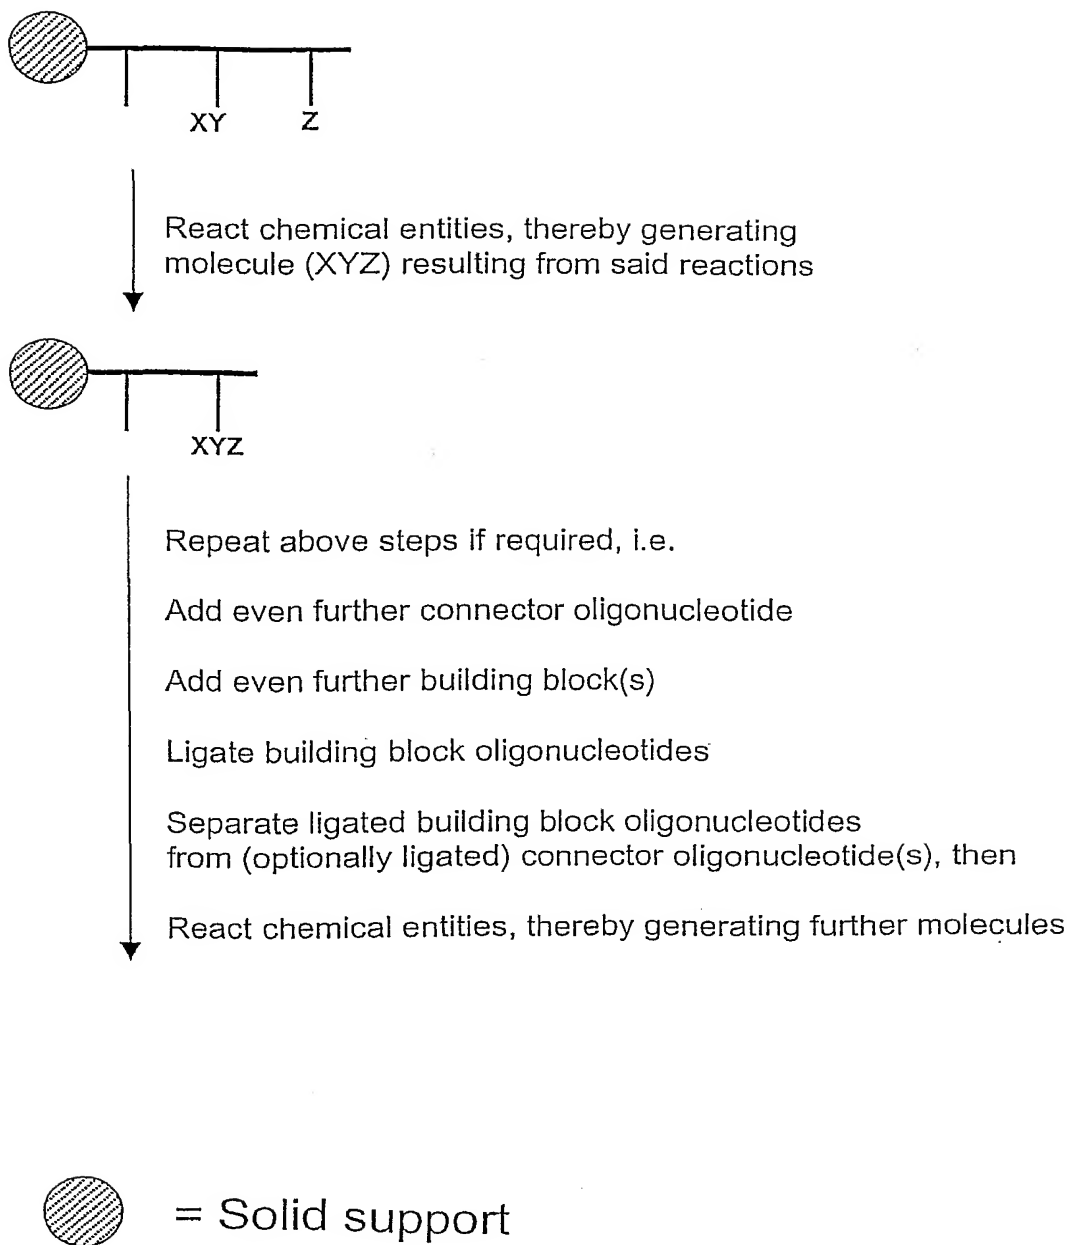 XY Z
React chemical entities, thereby generating
molecule (XYZ) resulting from said reactions
XYZ
Repeat above steps if required, i.e.
Add even further connector oligonucleotide
Add even further building block(s)
Ligate building block oligonucleotides
Separate ligated building block oligonucleotides
from (optionally ligated) connector oligonucleotide(s), then
React chemical entities, thereby generating further molecules
= Solid support